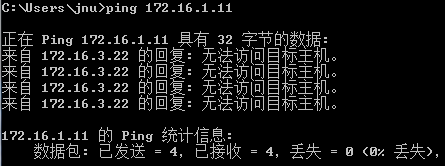 C:\Users\jnu>ping 172.16.1.11
正在 Ping 172.16.1.11 具有 32 字节的数据:
来自 172.16.3.22 的回复: 无法访问目标主机。
来自 172.16.3.22 的回复: 无法访问目标主机。
来自 172.16.3.22 的回复: 无法访问目标主机。
来自 172.16.3.22 的回复: 无法访问目标主机。
172.16.1.11 的 Ping 统计信息:
数据包: 已发送 = 4, 已接收 = 4, 丢失 = 0 (0% 丢失)